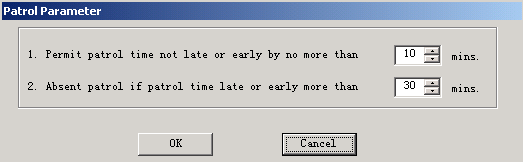 Patrol Parameter
1. Permit patrol time not late or early by no more than 10 mins.
2. Absent patrol if patrol time late or early more than 30 mins.
OK Cancel